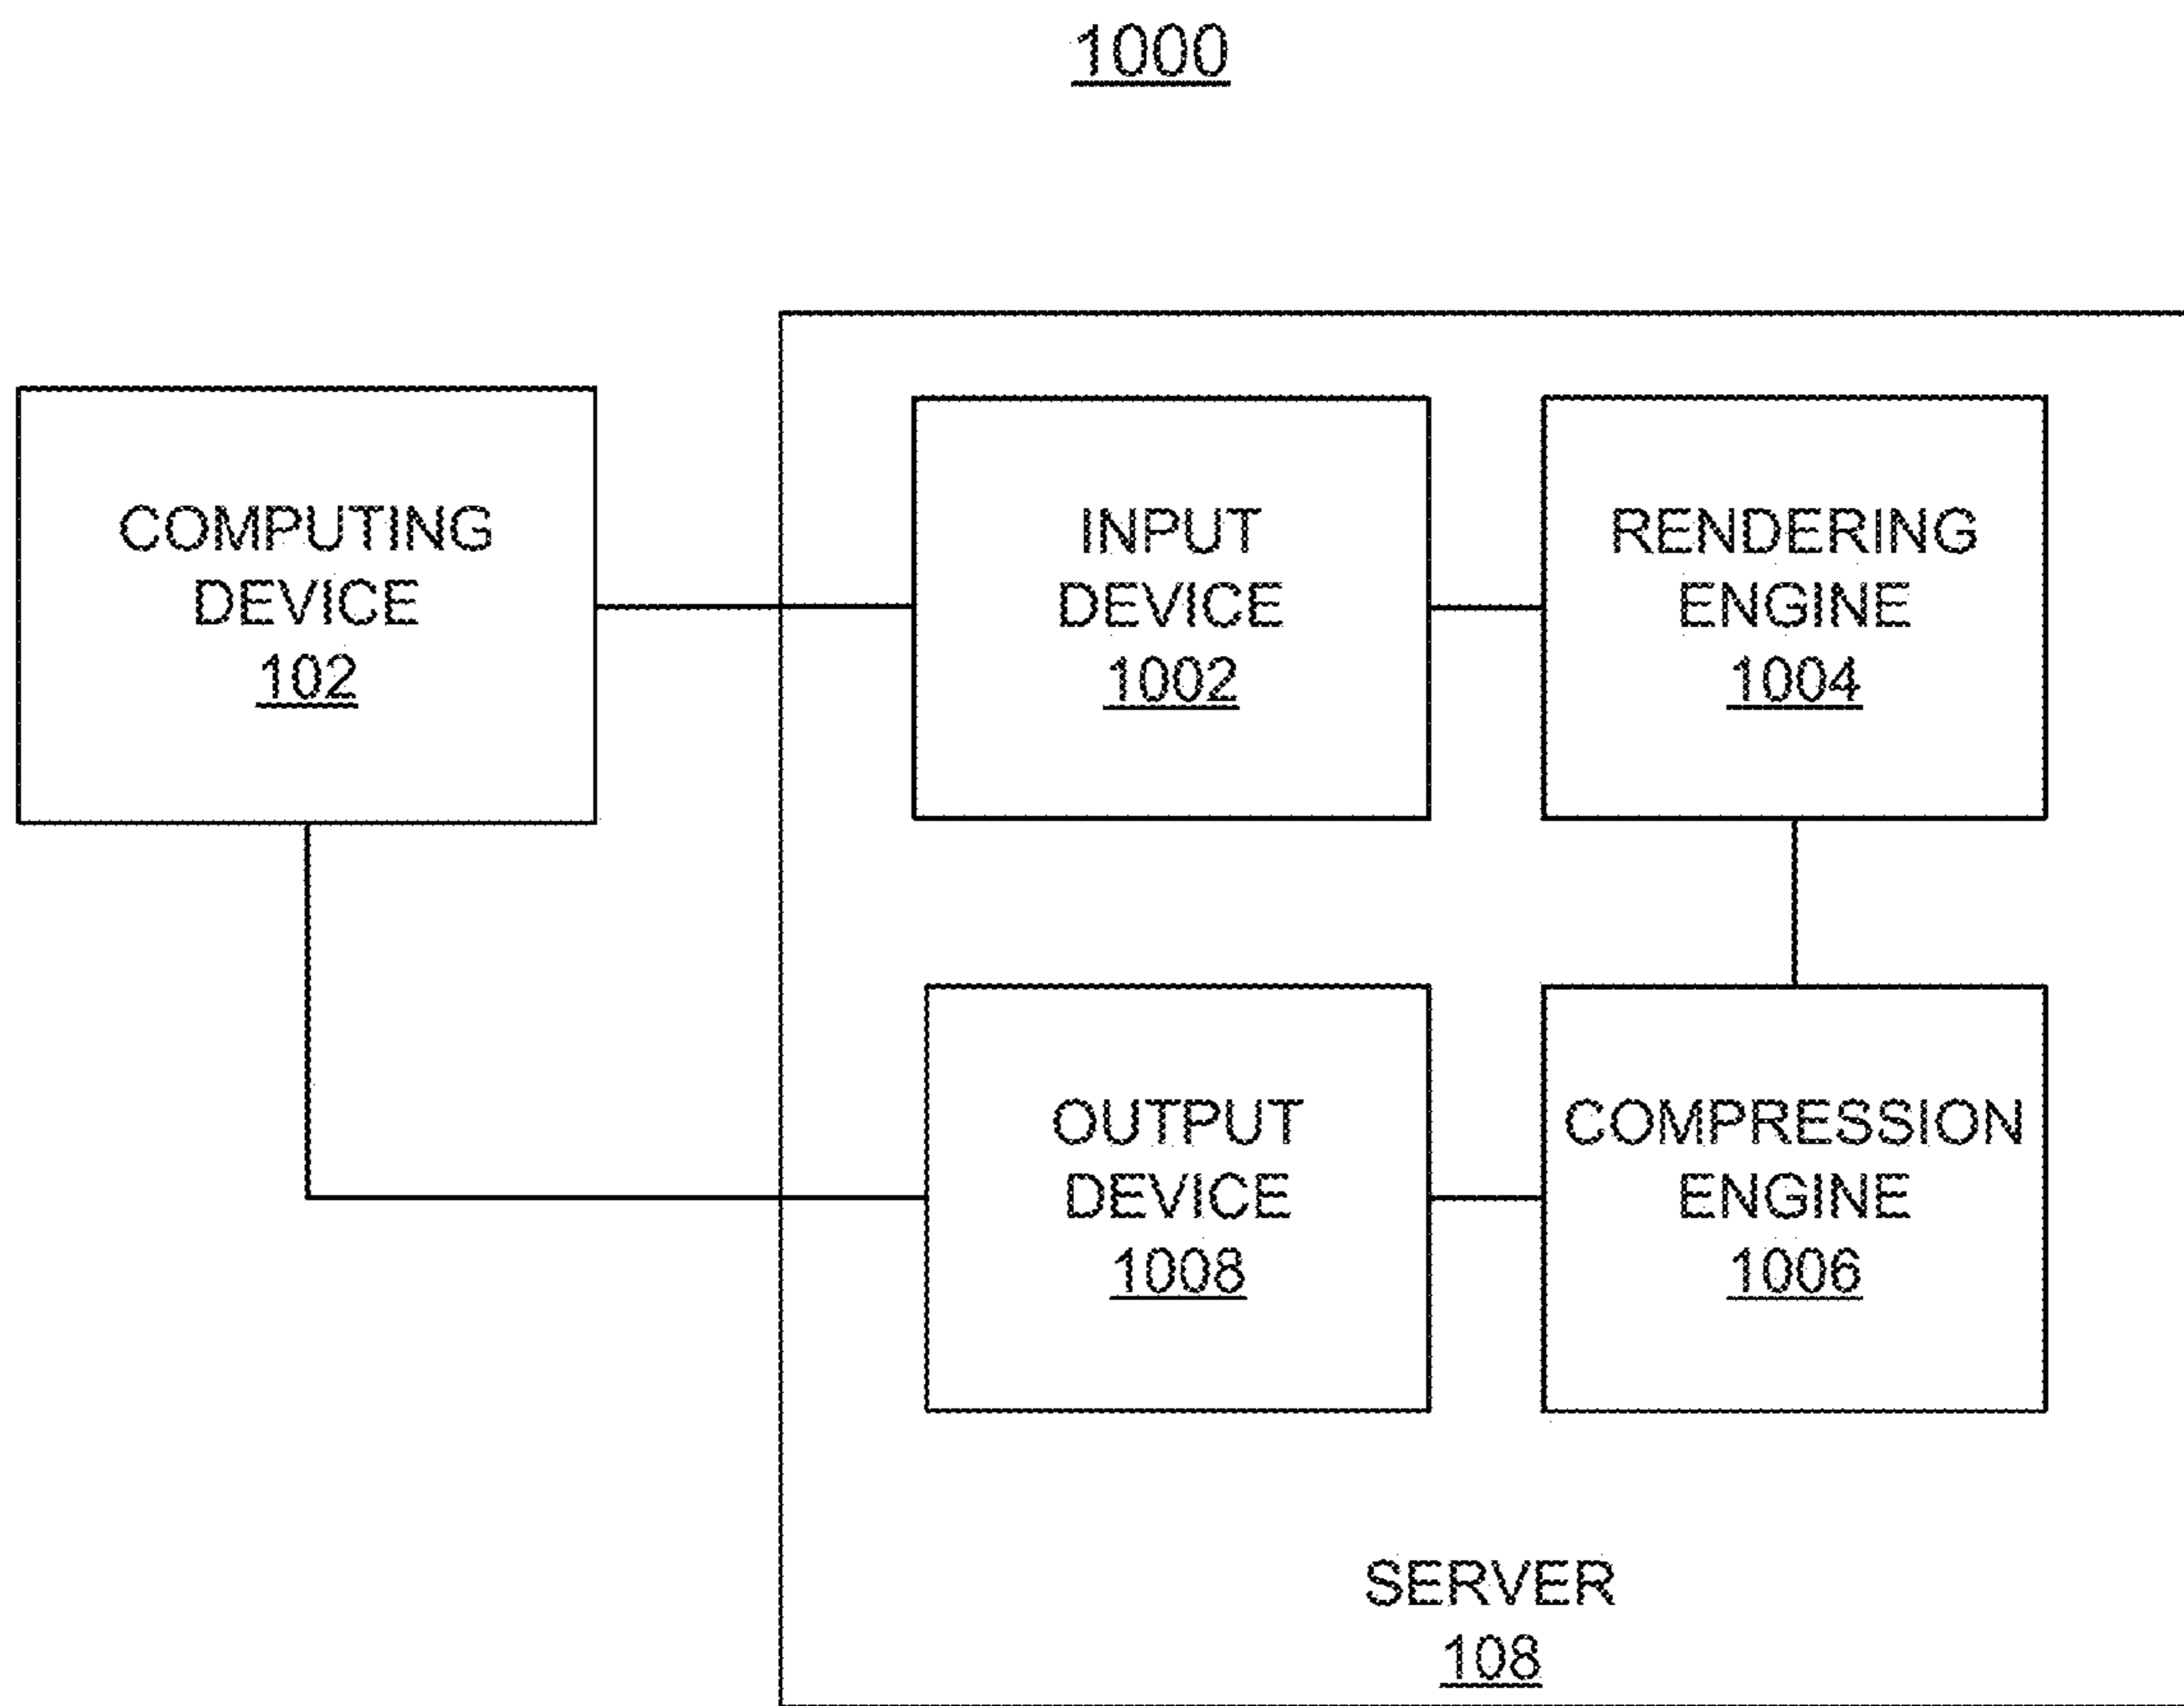 1000
COMPUTING
DEVICE
102
INPUT
DEVICE
1002
RENDERING
ENGINE
1004
OUTPUT
DEVICE
1008
COMPRESSION
ENGINE
1006
SERVER
108